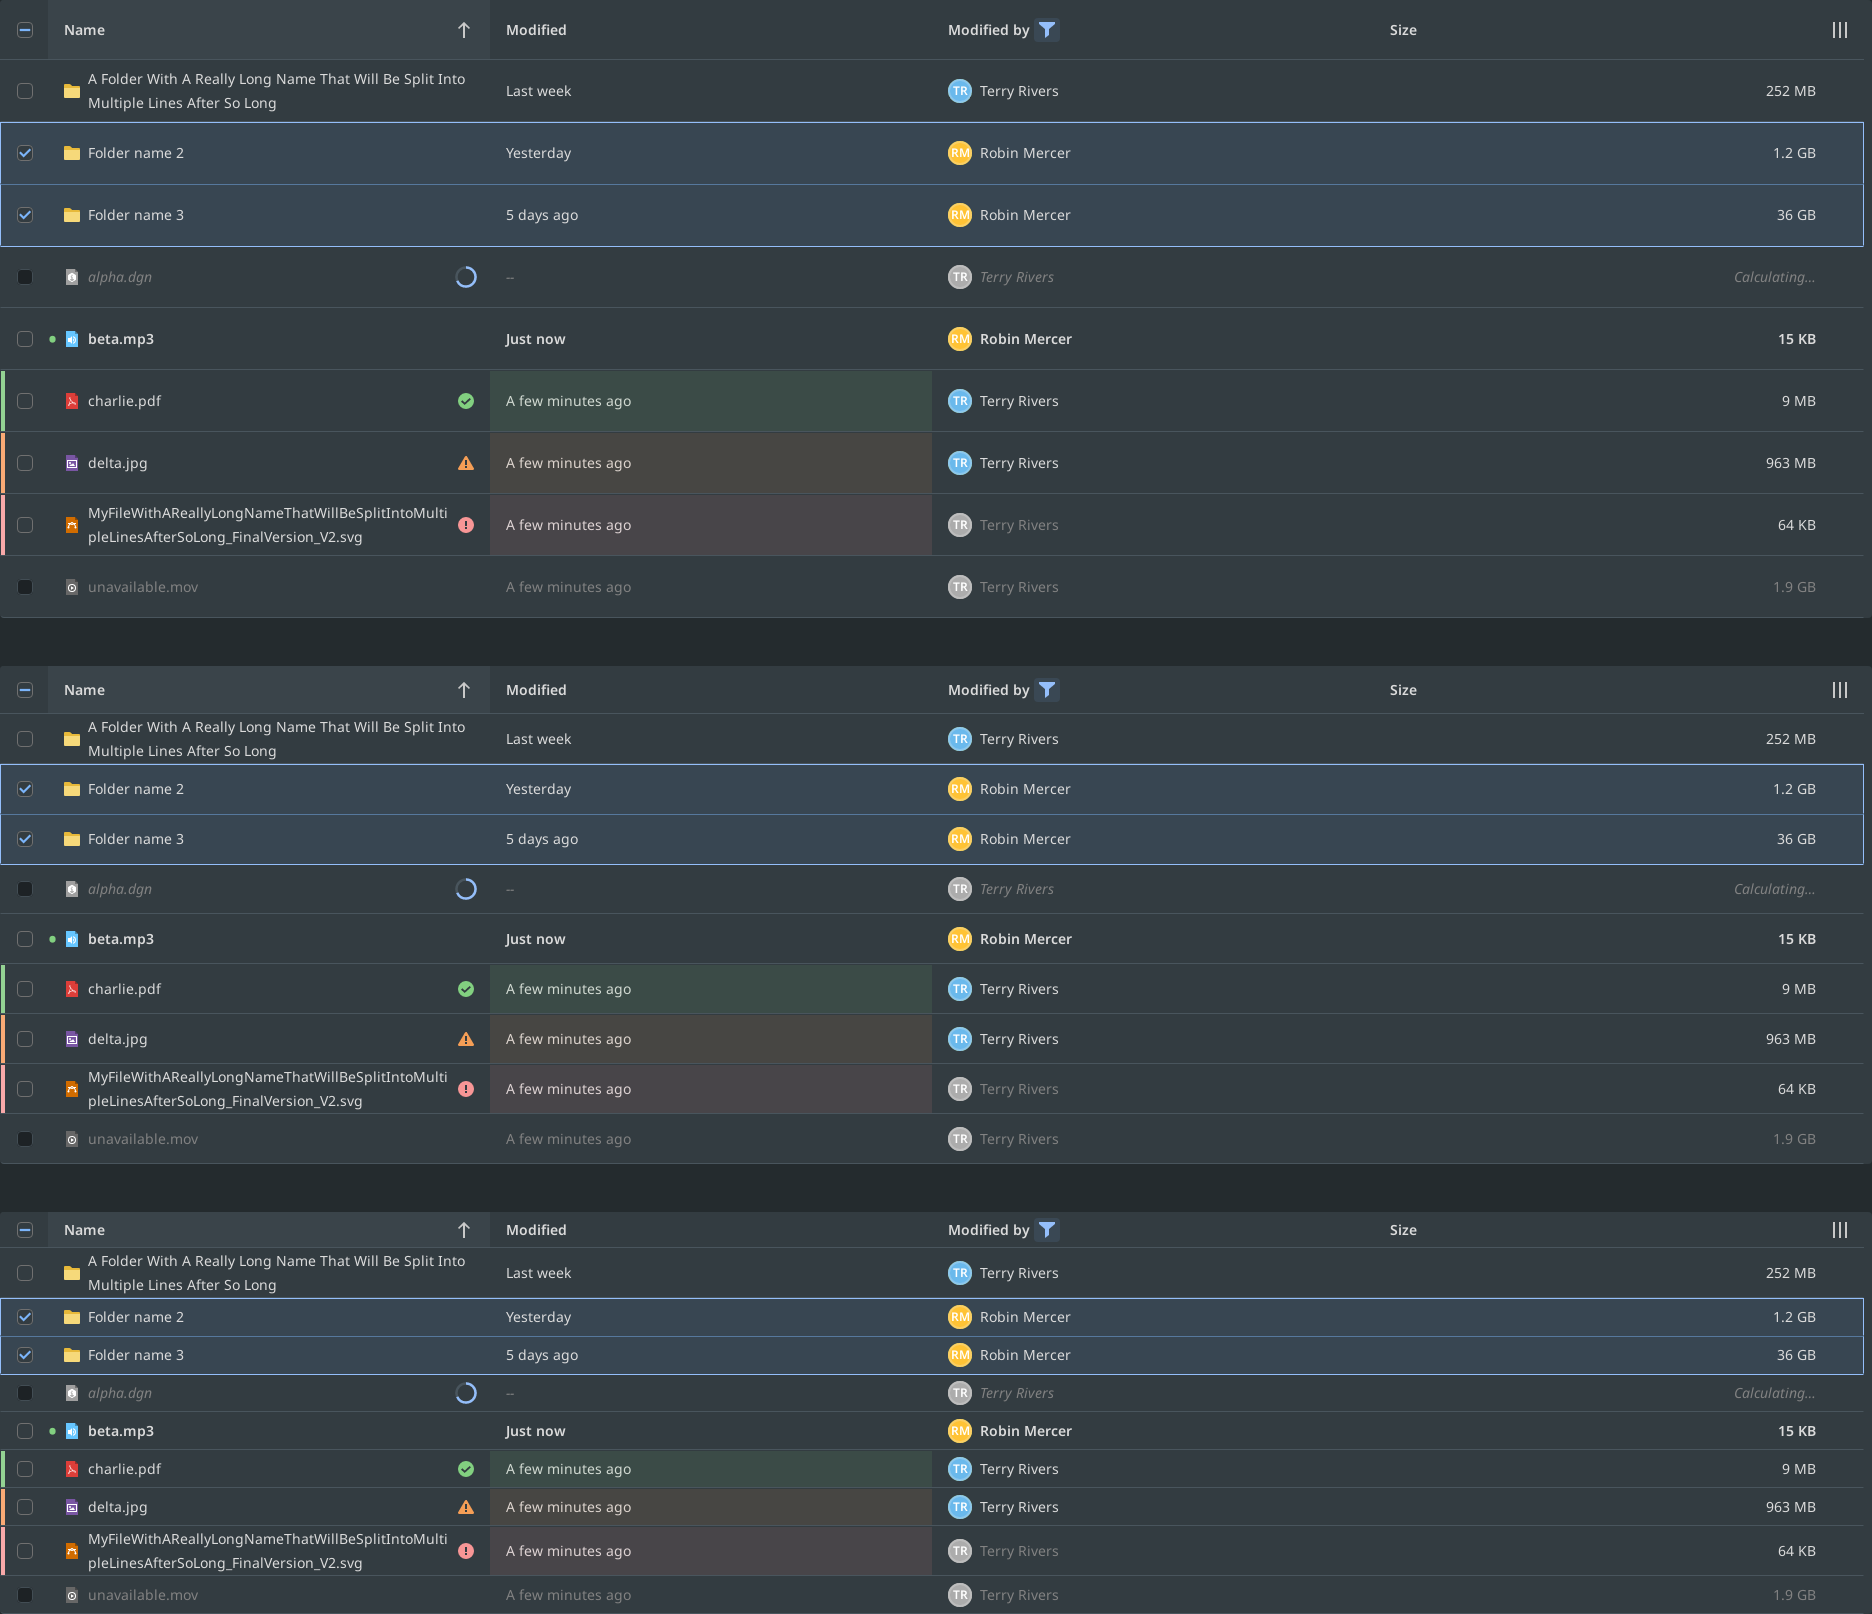 Name Modified Modified by Size
A Folder With A Really Long Name That Will Be Split Into
Multiple Lines After So Long
Last week TR Terry Rivers 252 MB
Folder name 2 Yesterday RM Robin Mercer 1.2 GB
Folder name 3 5 days ago RM Robin Mercer 36 GB
alpha.dgn -- TR Terry Rivers Calculating...
beta.mp3 Just now RM Robin Mercer 15 KB
charlie.pdf A few minutes ago TR Terry Rivers 9 MB
delta.jpg A few minutes ago TR Terry Rivers 963 MB
MyFileWithAReallyLongNameThatWillBeSplitIntoMulti
pleLinesAfterSoLong_FinalVersion_V2.svg
A few minutes ago TR Terry Rivers 64 KB
unavailable.mov A few minutes ago TR Terry Rivers 1.9 GB
Name Modified Modified by Size
A Folder With A Really Long Name That Will Be Split Into
Multiple Lines After So Long
Last week TR Terry Rivers 252 MB
Folder name 2 Yesterday RM Robin Mercer 1.2 GB
Folder name 3 5 days ago RM Robin Mercer 36 GB
alpha.dgn -- TR Terry Rivers Calculating...
beta.mp3 Just now RM Robin Mercer 15 KB
charlie.pdf A few minutes ago TR Terry Rivers 9 MB
delta.jpg A few minutes ago TR Terry Rivers 963 MB
MyFileWithAReallyLongNameThatWillBeSplitIntoMulti
pleLinesAfterSoLong_FinalVersion_V2.svg
A few minutes ago TR Terry Rivers 64 KB
unavailable.mov A few minutes ago TR Terry Rivers 1.9 GB
Name Modified Modified by Size
A Folder With A Really Long Name That Will Be Split Into
Multiple Lines After So Long
Last week TR Terry Rivers 252 MB
Folder name 2 Yesterday RM Robin Mercer 1.2 GB
Folder name 3 5 days ago RM Robin Mercer 36 GB
alpha.dgn -- TR Terry Rivers Calculating...
beta.mp3 Just now RM Robin Mercer 15 KB
charlie.pdf A few minutes ago TR Terry Rivers 9 MB
delta.jpg A few minutes ago TR Terry Rivers 963 MB
MyFileWithAReallyLongNameThatWillBeSplitIntoMulti
pleLinesAfterSoLong_FinalVersion_V2.svg
A few minutes ago TR Terry Rivers 64 KB
unavailable.mov A few minutes ago TR Terry Rivers 1.9 GB